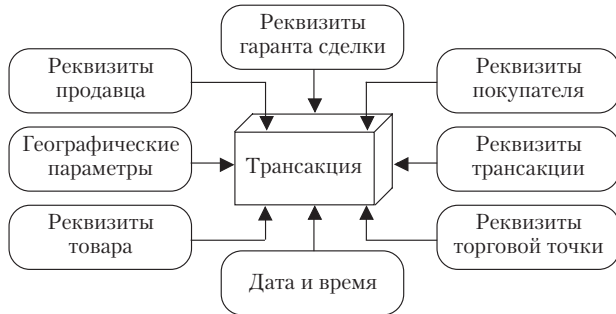 Реквизиты
гаранта сделки
Реквизиты
продавца
Реквизиты
покупателя
Географические
параметры
Трансакция
Реквизиты
трансакции
Реквизиты
товара
Реквизиты
торговой точки
Дата и время